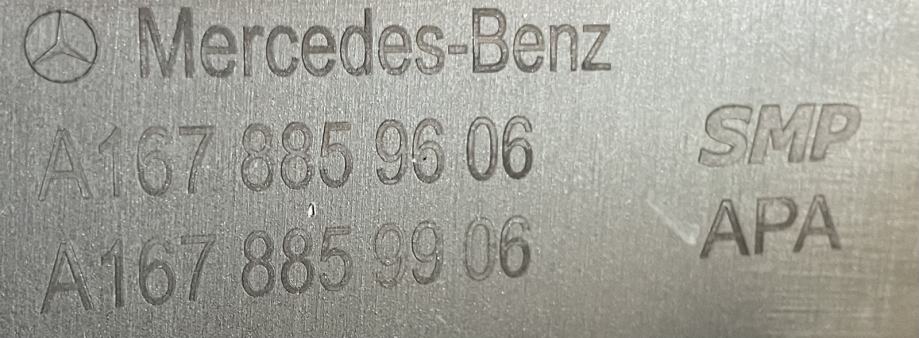 Mercedes-Benz
A167 885 96 06
A167 885 99 06
SMP
APA